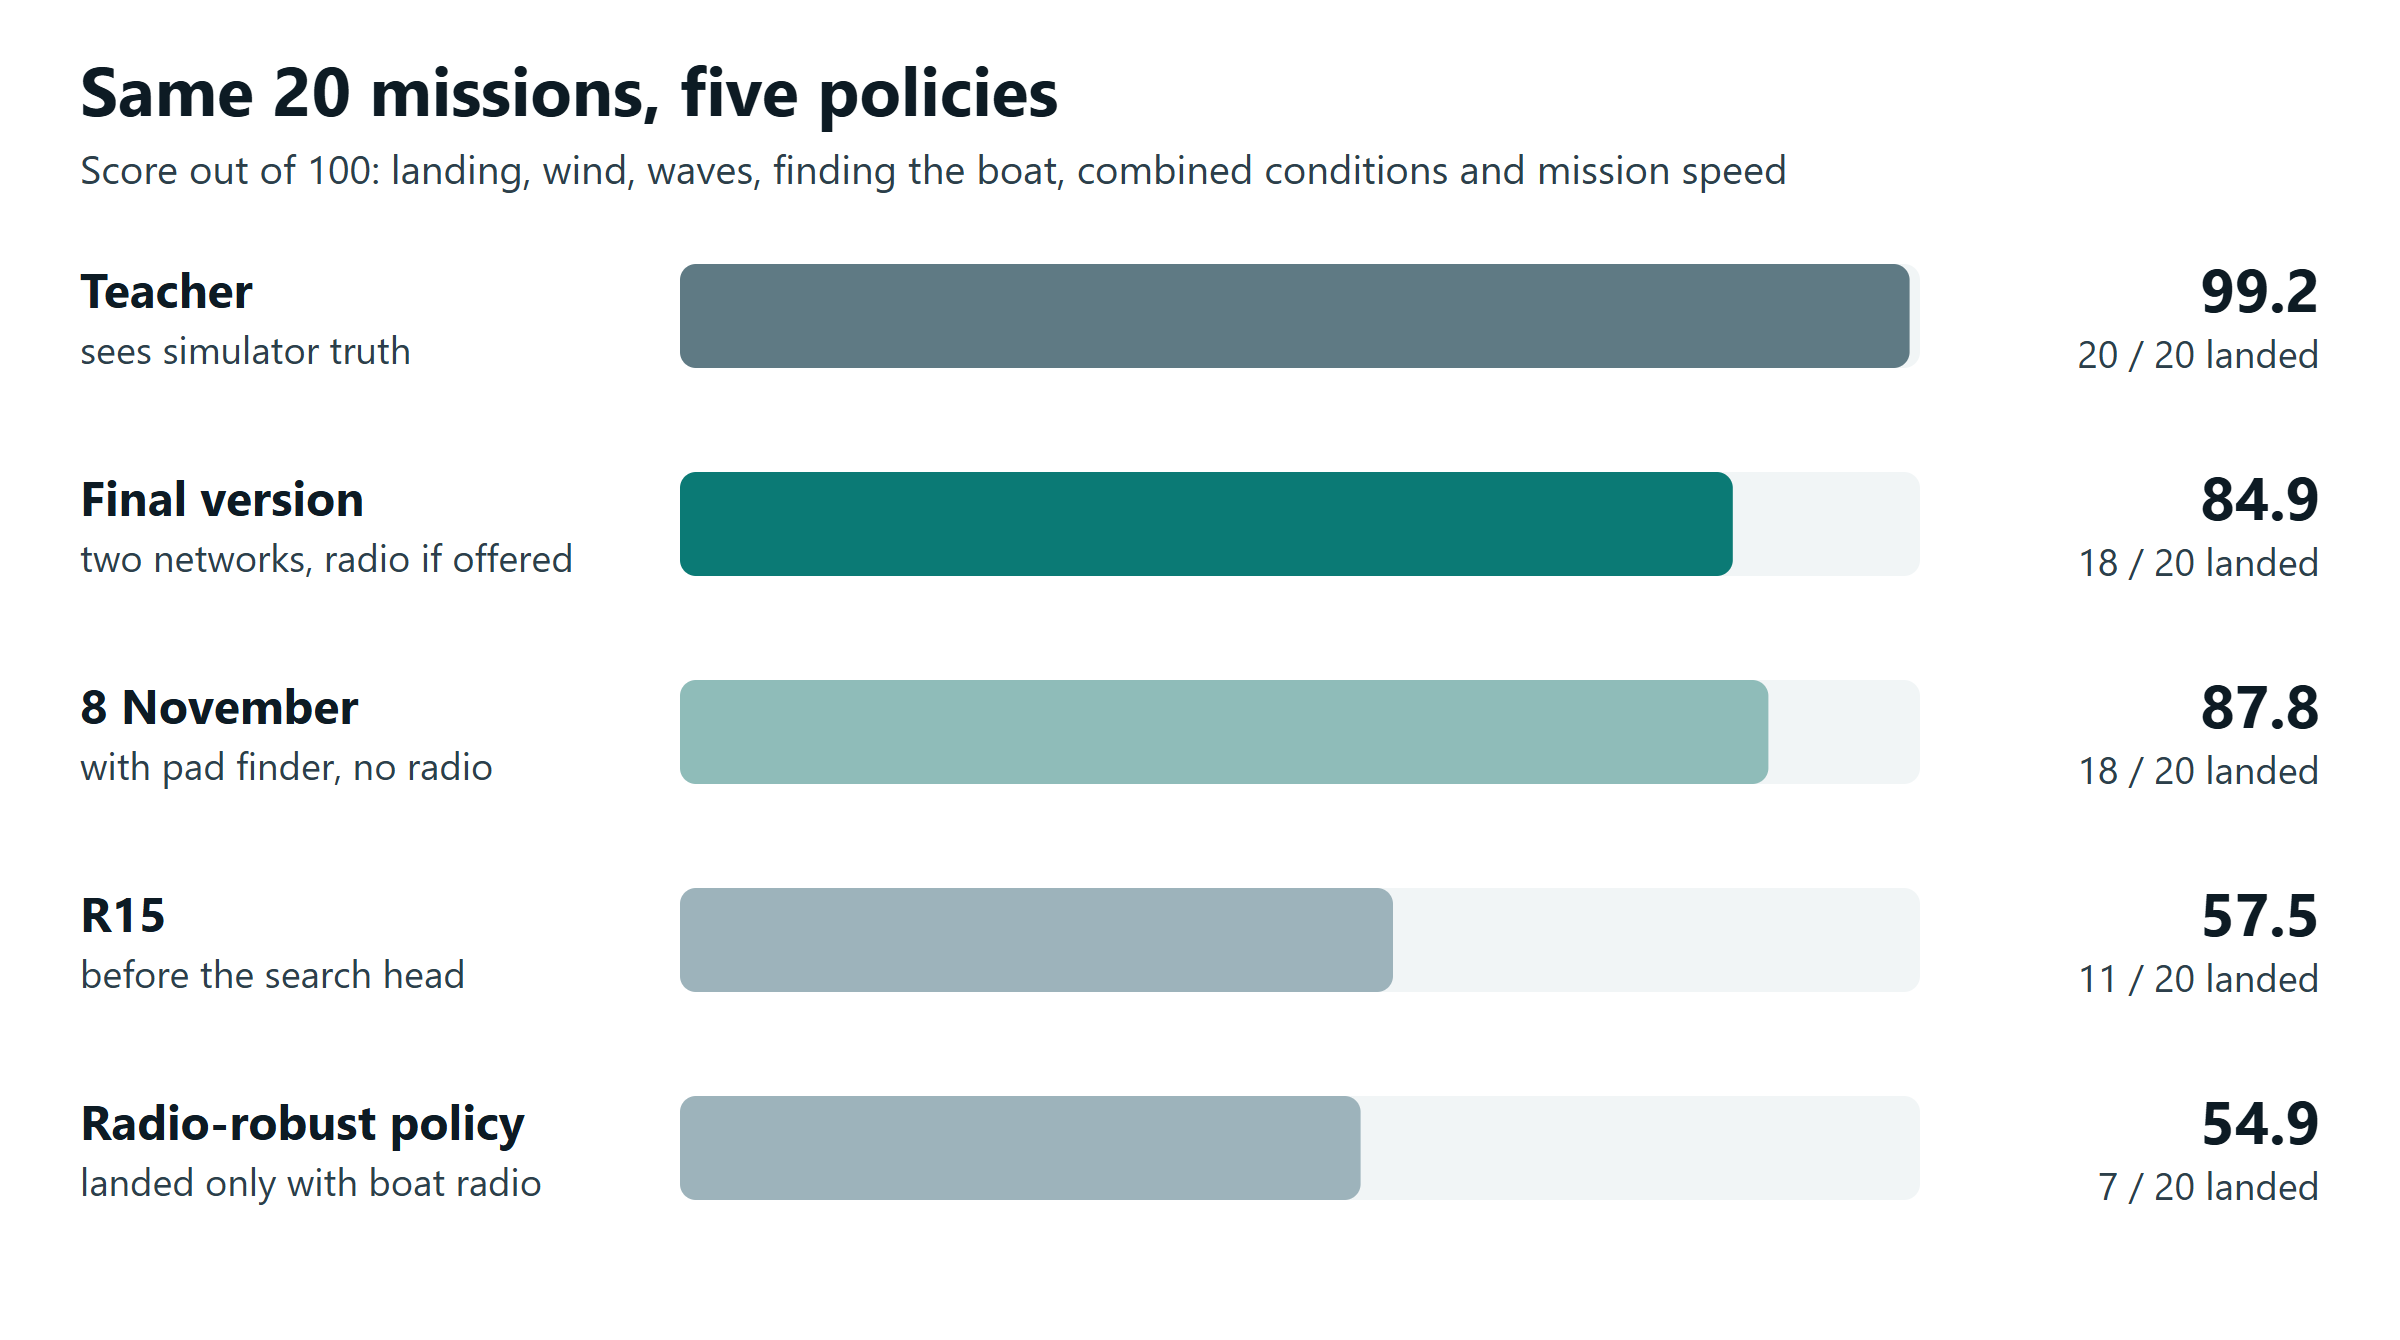 Same 20 missions, five policies
Score out of 100: landing, wind, waves, finding the boat, combined conditions and mission speed
Teacher
sees simulator truth
99.2
20 / 20 landed
Final version
two networks, radio if offered
84.9
18 / 20 landed
8 November
with pad finder, no radio
87.8
18 / 20 landed
R15
before the search head
57.5
11 / 20 landed
Radio-robust policy
landed only with boat radio
54.9
7 / 20 landed